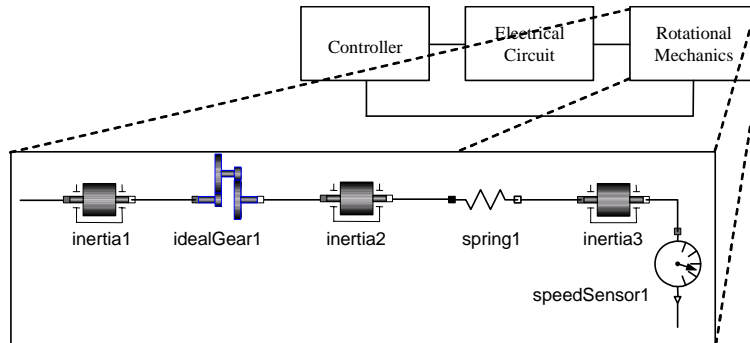 Controller
Electrical
Circuit
Rotational
Mechanics
inertia1
idealGear1
inertia2
spring1
inertia3
speedSensor1